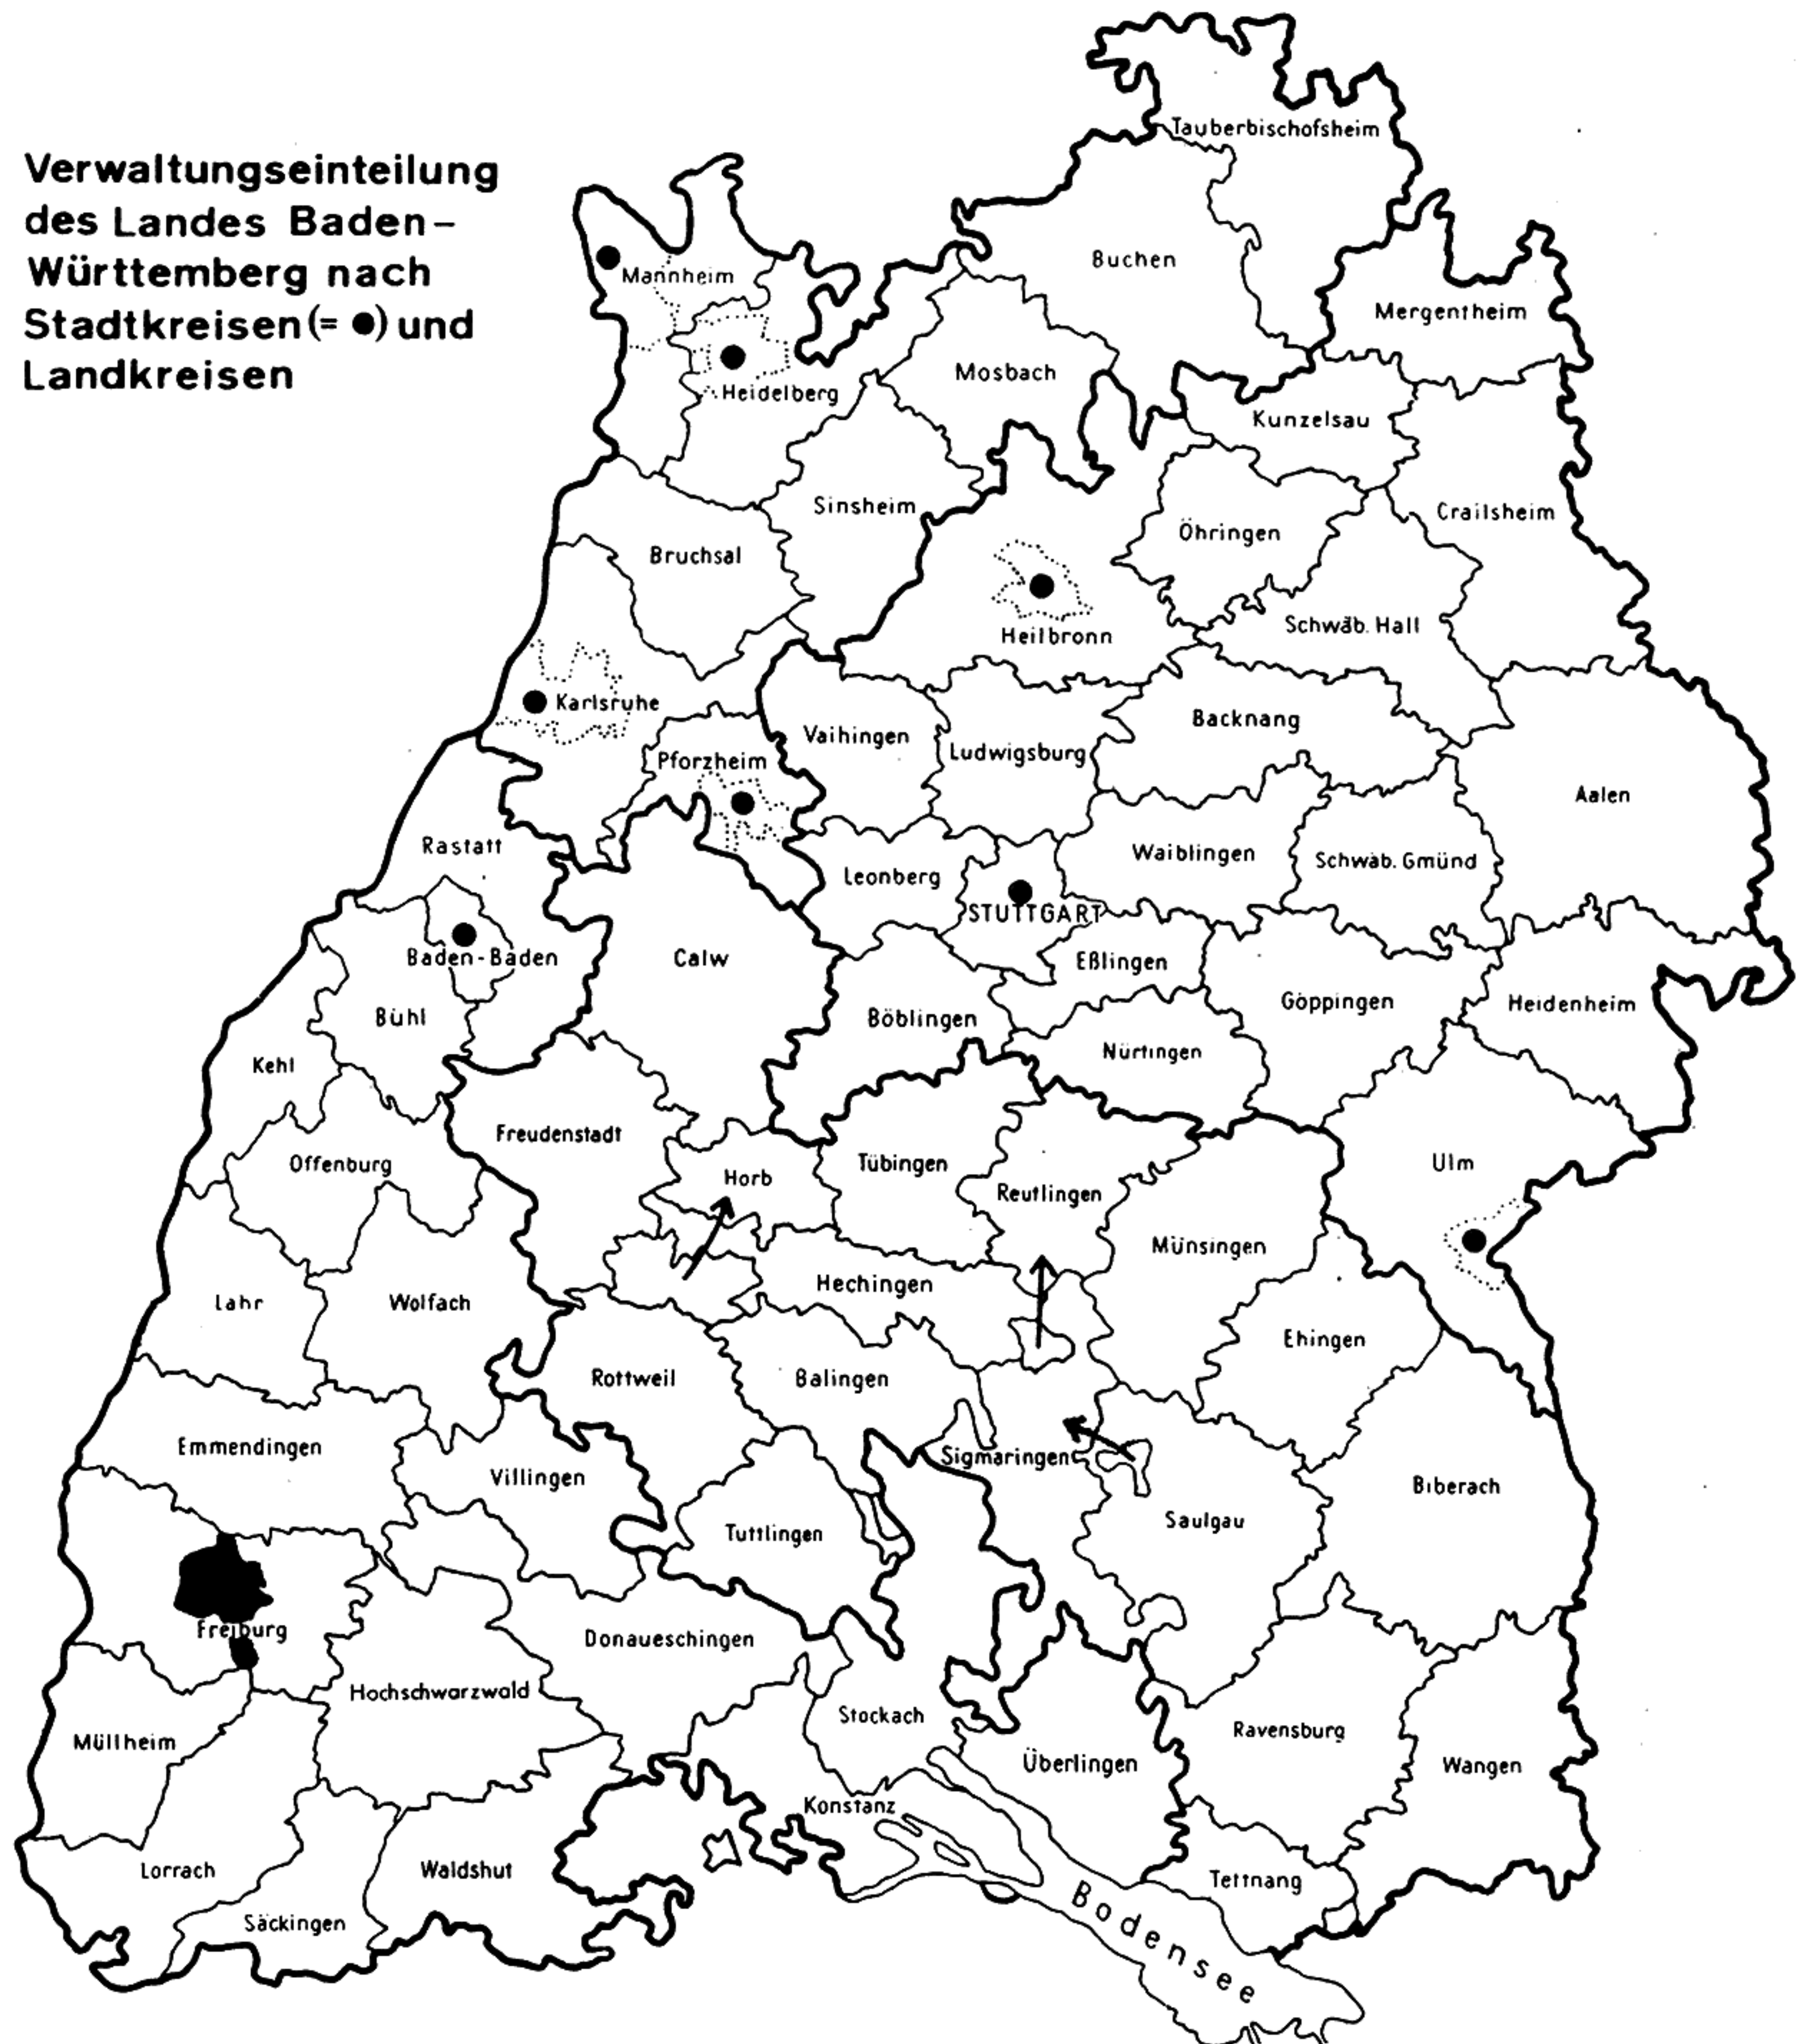 Verwaltungseinteilung
des Landes Baden-
Württemberg nach
Stadtkreisen (= ●) und
Landkreisen
Tauberbischofsheim
Buchen
Mannheim
Mergentheim
Mosbach
Heidelberg
Kunzelsau
Sinsheim
Crailsheim
Öhringen
Bruchsal
Schwäb. Hall
Heilbronn
Karlsruhe
Backnang
Vaihingen
Ludwigsburg
Pforzheim
Aalen
Rastatt
Waiblingen
Schwäb. Gmünd
Leonberg
STUTTGART
Baden-Baden
Calw
Eßlingen
Göppingen
Heidenheim
Bühl
Böblingen
Nürtingen
Kehl
Freudenstadt
Offenburg
Tübingen
Ulm
Horb
Reutlingen
Münsingen
Hechingen
Lahr
Wolfach
Ehingen
Rottweil
Balingen
Emmendingen
Sigmaringen
Villingen
Biberach
Saulgau
Tuttlingen
Freiburg
Donaueschingen
Hochschwarzwald
Stockach
Ravensburg
Müllheim
Überlingen
Wangen
Konstanz
Lorrach
Waldshut
Tettnang
Säckingen
Bodensee